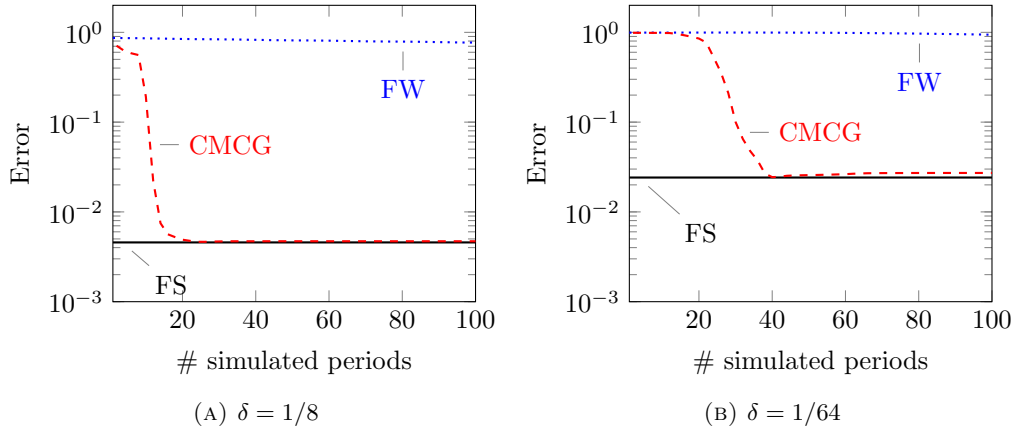 10^0
10^{-1}
10^{-2}
10^{-3}
Error
FW
CMCG
FS
20 40 60 80 100
# simulated periods
(A) δ = 1/8
10^0
10^{-1}
10^{-2}
10^{-3}
Error
FW
CMCG
FS
20 40 60 80 100
# simulated periods
(B) δ = 1/64